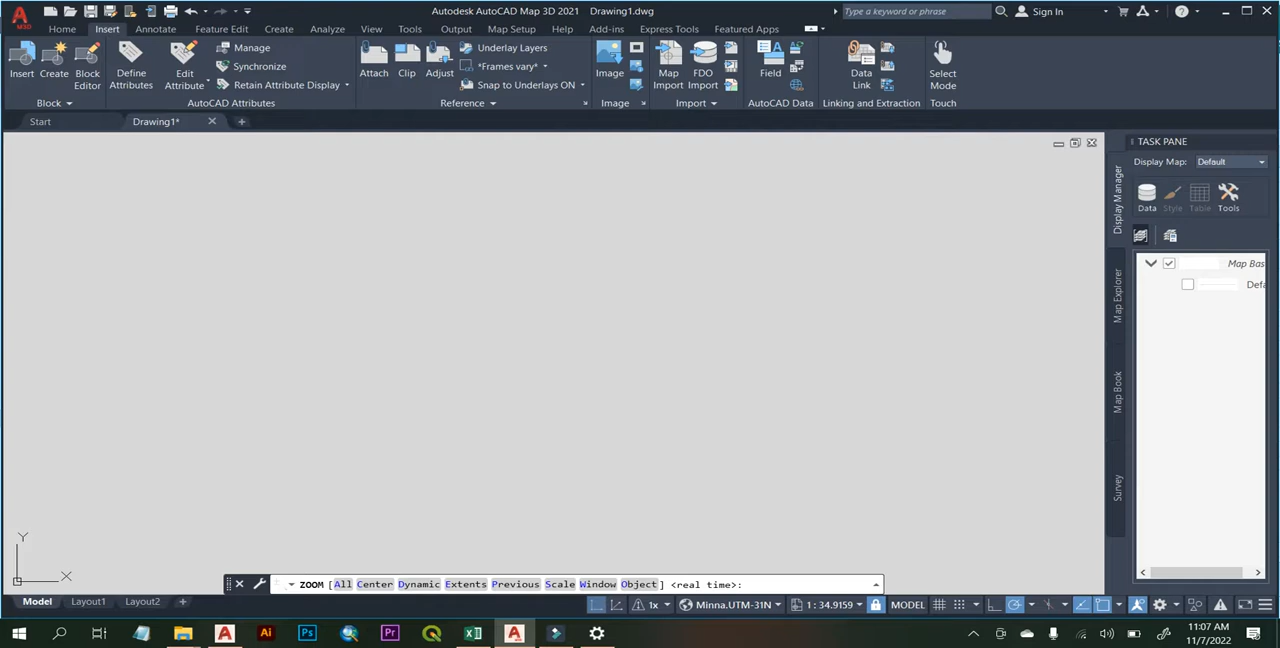 Autodesk AutoCAD Map 3D 2021 Drawing1.dwg Type a keyword or phrase Sign In
Home Insert Annotate Feature Edit Create Analyze View Tools Output Map Setup Help Add-ins Express Tools Featured Apps
Insert Create Block Editor
Block
Define Attributes Edit Attribute
Manage
Synchronize
Retain Attribute Display
AutoCAD Attributes
Attach Clip Adjust
Underlay Layers
*Frames vary*
Snap to Underlays ON
Reference
Image
Image
Map Import FDO Import
Import
Field
AutoCAD Data
Data Link
Linking and Extraction
Select Mode
Touch
Start Drawing1*
TASK PANE
Display Map: Default
Data Style Table Tools
Display Manager
Map Explorer
Map Book
Survey
Map Bas
Defa
Y
X
ZOOM [All Center Dynamic Extents Previous Scale Window Object] <real time>:
Model Layout1 Layout2
1x Minna.UTM-31N 1 : 34.9159 MODEL
11:07 AM
11/7/2022